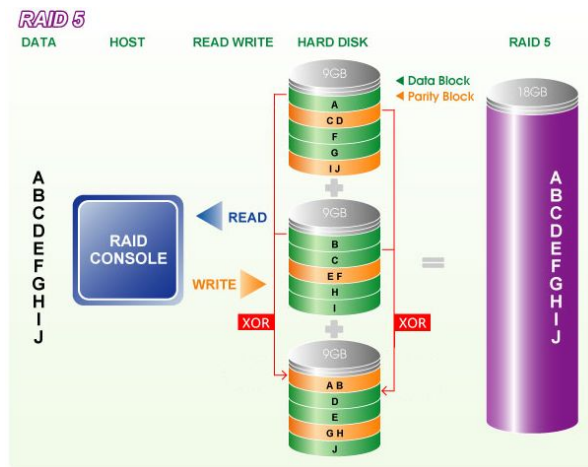 RAID 5
DATA HOST READ WRITE HARD DISK RAID 5
9GB
Data Block
Parity Block
A
C D
F
G
I J
9GB
B
C
E F
H
I
9GB
A B
D
E
G H
J
A
B
C
D
E
F
G
H
I
J
RAID
CONSOLE
READ
WRITE
XOR
XOR
+
+
=
18GB
A
B
C
D
E
F
G
H
I
J